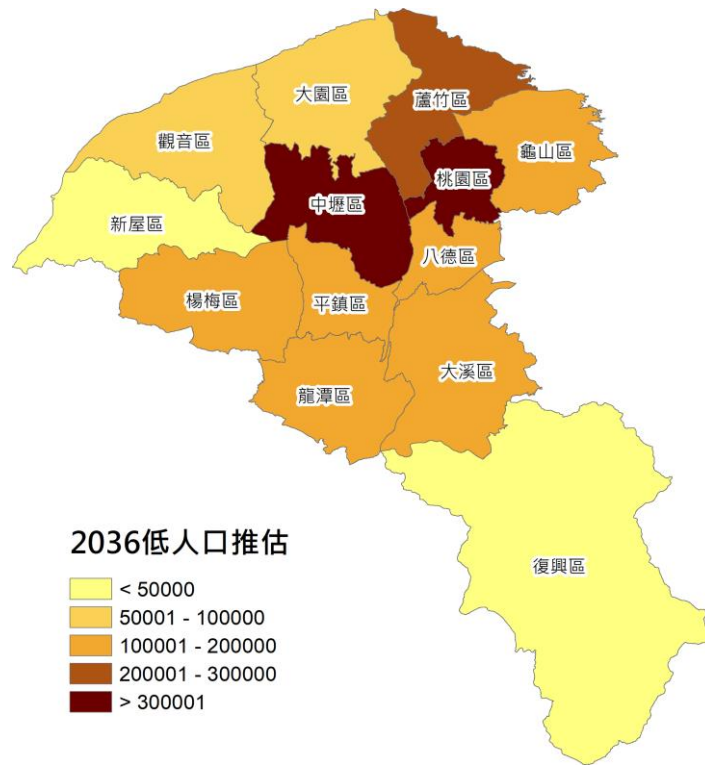 大園區
蘆竹區
觀音區
龜山區
桃園區
中壢區
新屋區
八德區
楊梅區
平鎮區
大溪區
龍潭區
復興區
2036低人口推估
< 50000
50001 - 100000
100001 - 200000
200001 - 300000
> 300001